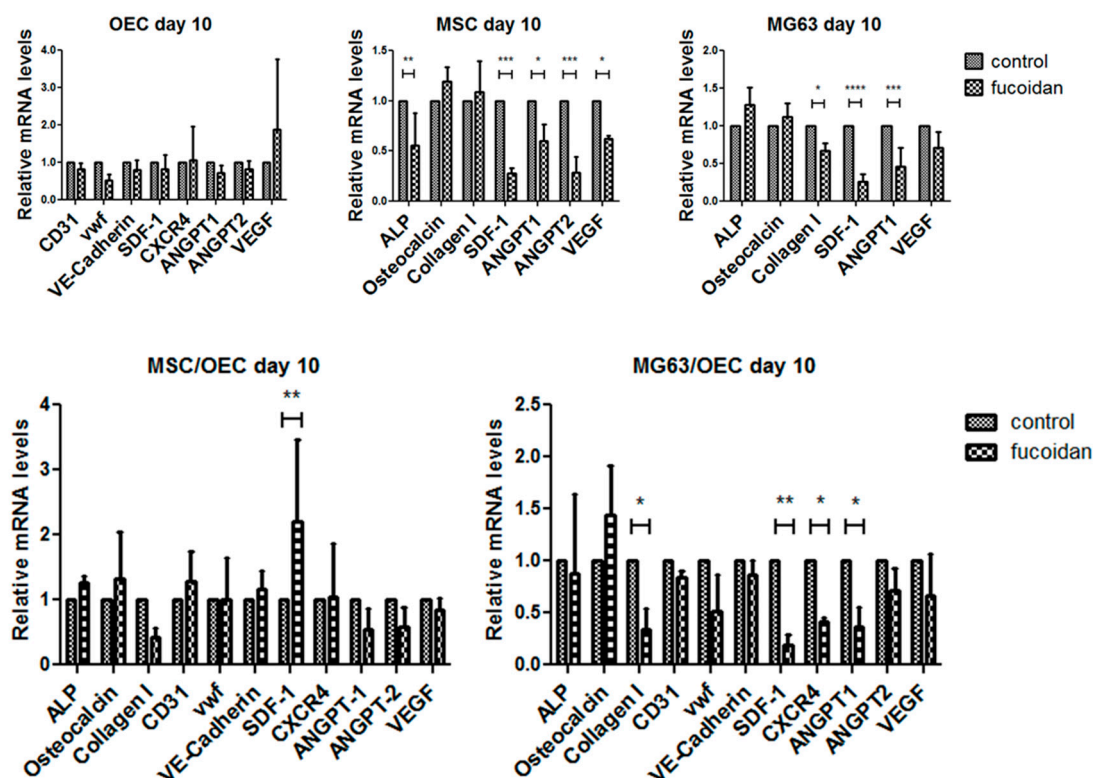 OEC day 10
Relative mRNA levels
4.0
3.0
2.0
1.0
0.0
CD31
vwf
VE-Cadherin
SDF-1
CXCR4
ANGPT1
ANGPT2
VEGF
MSC day 10
Relative mRNA levels
2.0
1.5
1.0
0.5
0.0
** *** * *** *
ALP
Osteocalcin
Collagen I
SDF-1
ANGPT1
ANGPT2
VEGF
MG63 day 10
Relative mRNA levels
2.0
1.5
1.0
0.5
0.0
* **** ***
ALP
Osteocalcin
Collagen I
SDF-1
ANGPT1
VEGF
control
fucoidan
MSC/OEC day 10
Relative mRNA levels
4
3
2
1
0
**
ALP
Osteocalcin
Collagen I
CD31
vwf
VE-Cadherin
SDF-1
CXCR4
ANGPT-1
ANGPT-2
VEGF
MG63/OEC day 10
Relative mRNA levels
2.5
2.0
1.5
1.0
0.5
0.0
* ** * *
ALP
Osteocalcin
Collagen I
CD31
vwf
VE-Cadherin
SDF-1
CXCR4
ANGPT1
ANGPT2
VEGF
control
fucoidan